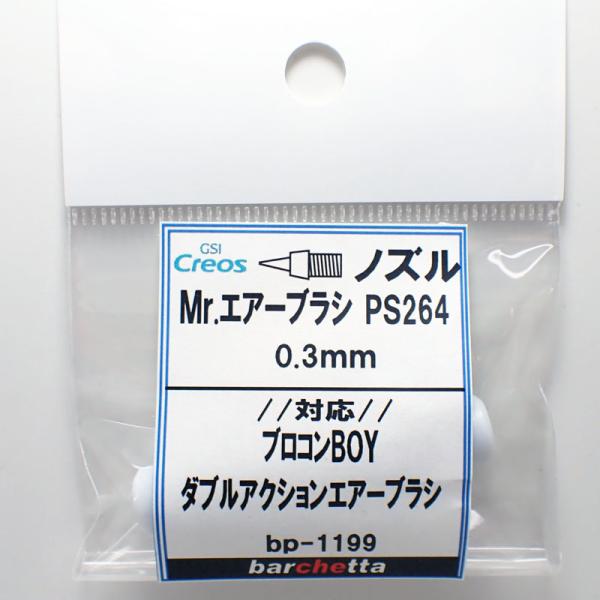 GSI
Creos ノズル
Mr.エアーブラシ PS264
0.3mm
//対応//
プロコンBOY
ダブルアクションエアーブラシ
bp-1199
barchetta